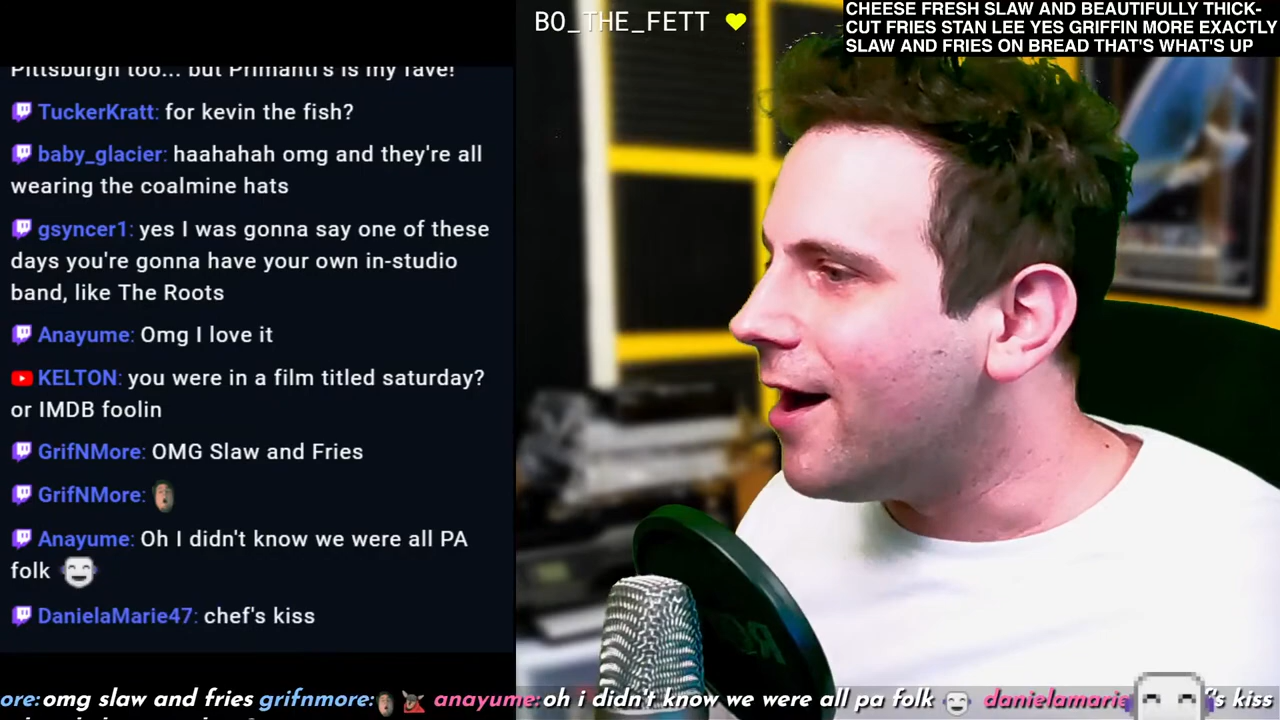 BO_THE_FETT
CHEESE FRESH SLAW AND BEAUTIFULLY THICK-
CUT FRIES STAN LEE YES GRIFFIN MORE EXACTLY
SLAW AND FRIES ON BREAD THAT'S WHAT'S UP
Pittsburgh too... but Primanti's is my fave!
TuckerKratt: for kevin the fish?
baby_glacier: haahahah omg and they're all
wearing the coalmine hats
gsyncer1: yes I was gonna say one of these
days you're gonna have your own in-studio
band, like The Roots
Anayume: Omg I love it
KELTON: you were in a film titled saturday?
or IMDB foolin
GrifNMore: OMG Slaw and Fries
GrifNMore:
Anayume: Oh I didn't know we were all PA
folk
DanielaMarie47: chef's kiss
ore: omg slaw and fries grifnmore: anayume: oh i didn't know we were all pa folk danielamarie 's kiss